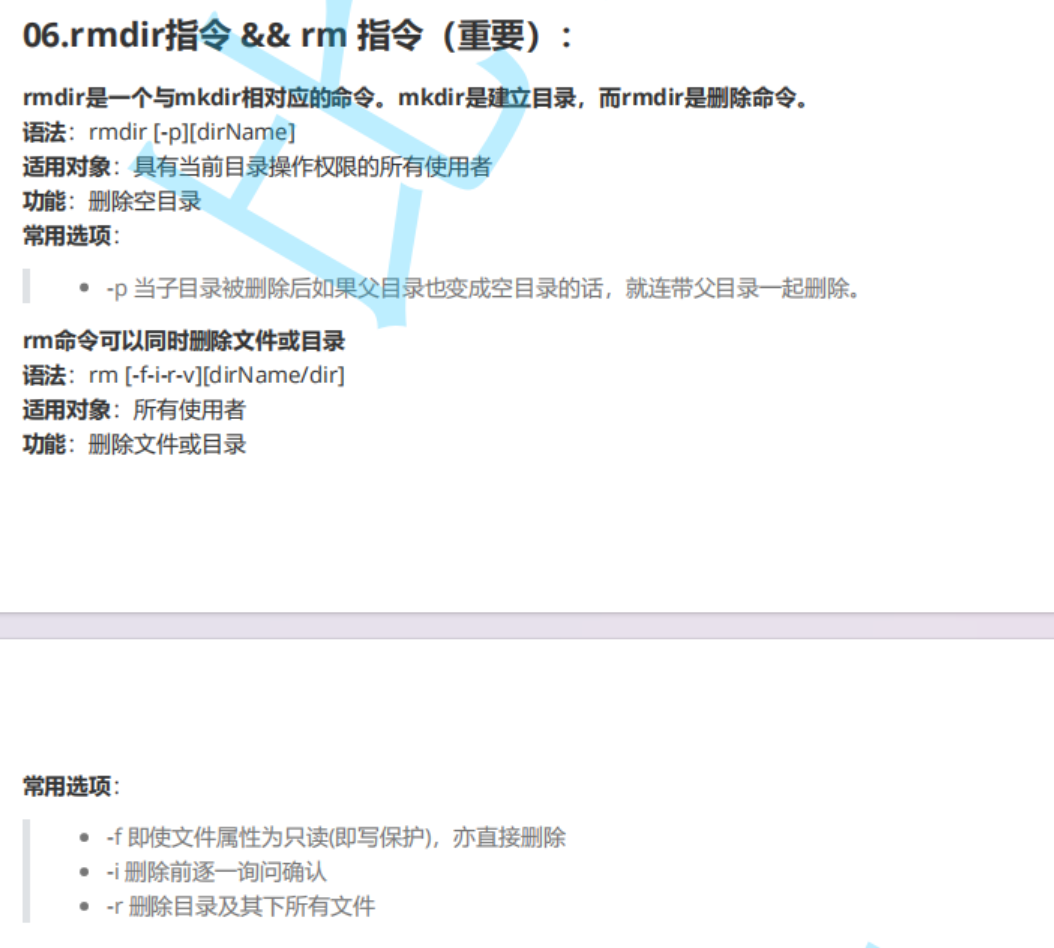 06.rmdir指令 && rm 指令（重要）：
rmdir是一个与mkdir相对应的命令。mkdir是建立目录，而rmdir是删除命令。
语法：rmdir [-p][dirName]
适用对象：具有当前目录操作权限的所有使用者
功能：删除空目录
常用选项：
• -p 当子目录被删除后如果父目录也变成空目录的话，就连带父目录一起删除。
rm命令可以同时删除文件或目录
语法：rm [-f-i-r-v][dirName/dir]
适用对象：所有使用者
功能：删除文件或目录
常用选项：
• -f 即使文件属性为只读(即写保护)，亦直接删除
• -i 删除前逐一询问确认
• -r 删除目录及其下所有文件